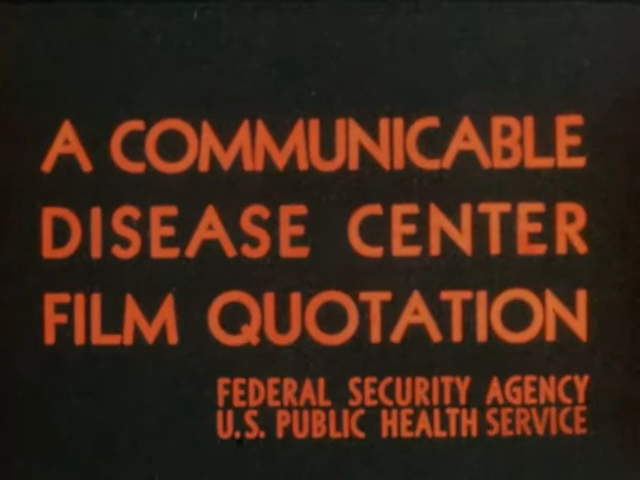 A COMMUNICABLE
DISEASE CENTER
FILM QUOTATION
FEDERAL SECURITY AGENCY
U.S. PUBLIC HEALTH SERVICE